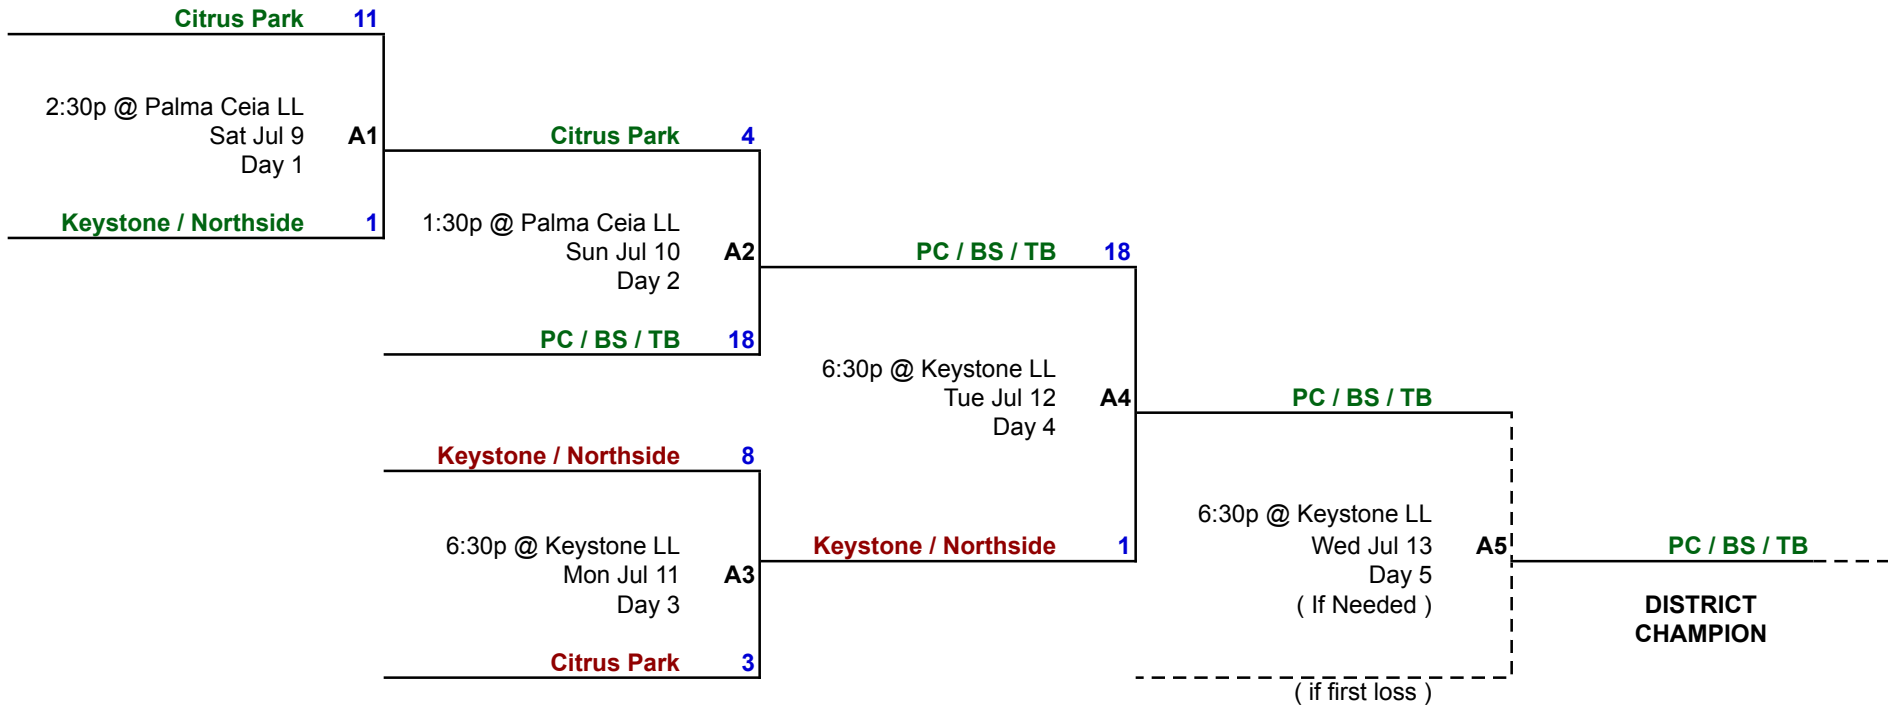 Citrus Park 11
2:30p @ Palma Ceia LL
Sat Jul 9 A1
Day 1
Keystone / Northside 1
Citrus Park 4
1:30p @ Palma Ceia LL
Sun Jul 10 A2
Day 2
PC / BS / TB 18
Keystone / Northside 8
6:30p @ Keystone LL
Mon Jul 11 A3
Day 3
Citrus Park 3
PC / BS / TB 18
6:30p @ Keystone LL
Tue Jul 12 A4
Day 4
Keystone / Northside 1
PC / BS / TB
6:30p @ Keystone LL
Wed Jul 13 A5
Day 5
( If Needed )
( if first loss )
PC / BS / TB
DISTRICT
CHAMPION